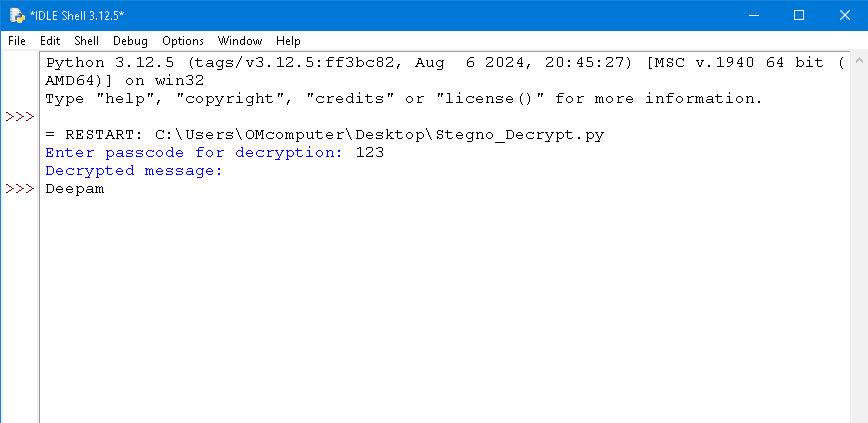 *IDLE Shell 3.12.5*
File Edit Shell Debug Options Window Help
Python 3.12.5 (tags/v3.12.5:ff3bc82, Aug  6 2024, 20:45:27) [MSC v.1940 64 bit (
AMD64)] on win32
Type "help", "copyright", "credits" or "license()" for more information.
>>>
= RESTART: C:\Users\OMcomputer\Desktop\Stegno_Decrypt.py
Enter passcode for decryption: 123
Decrypted message:
>>> Deepam